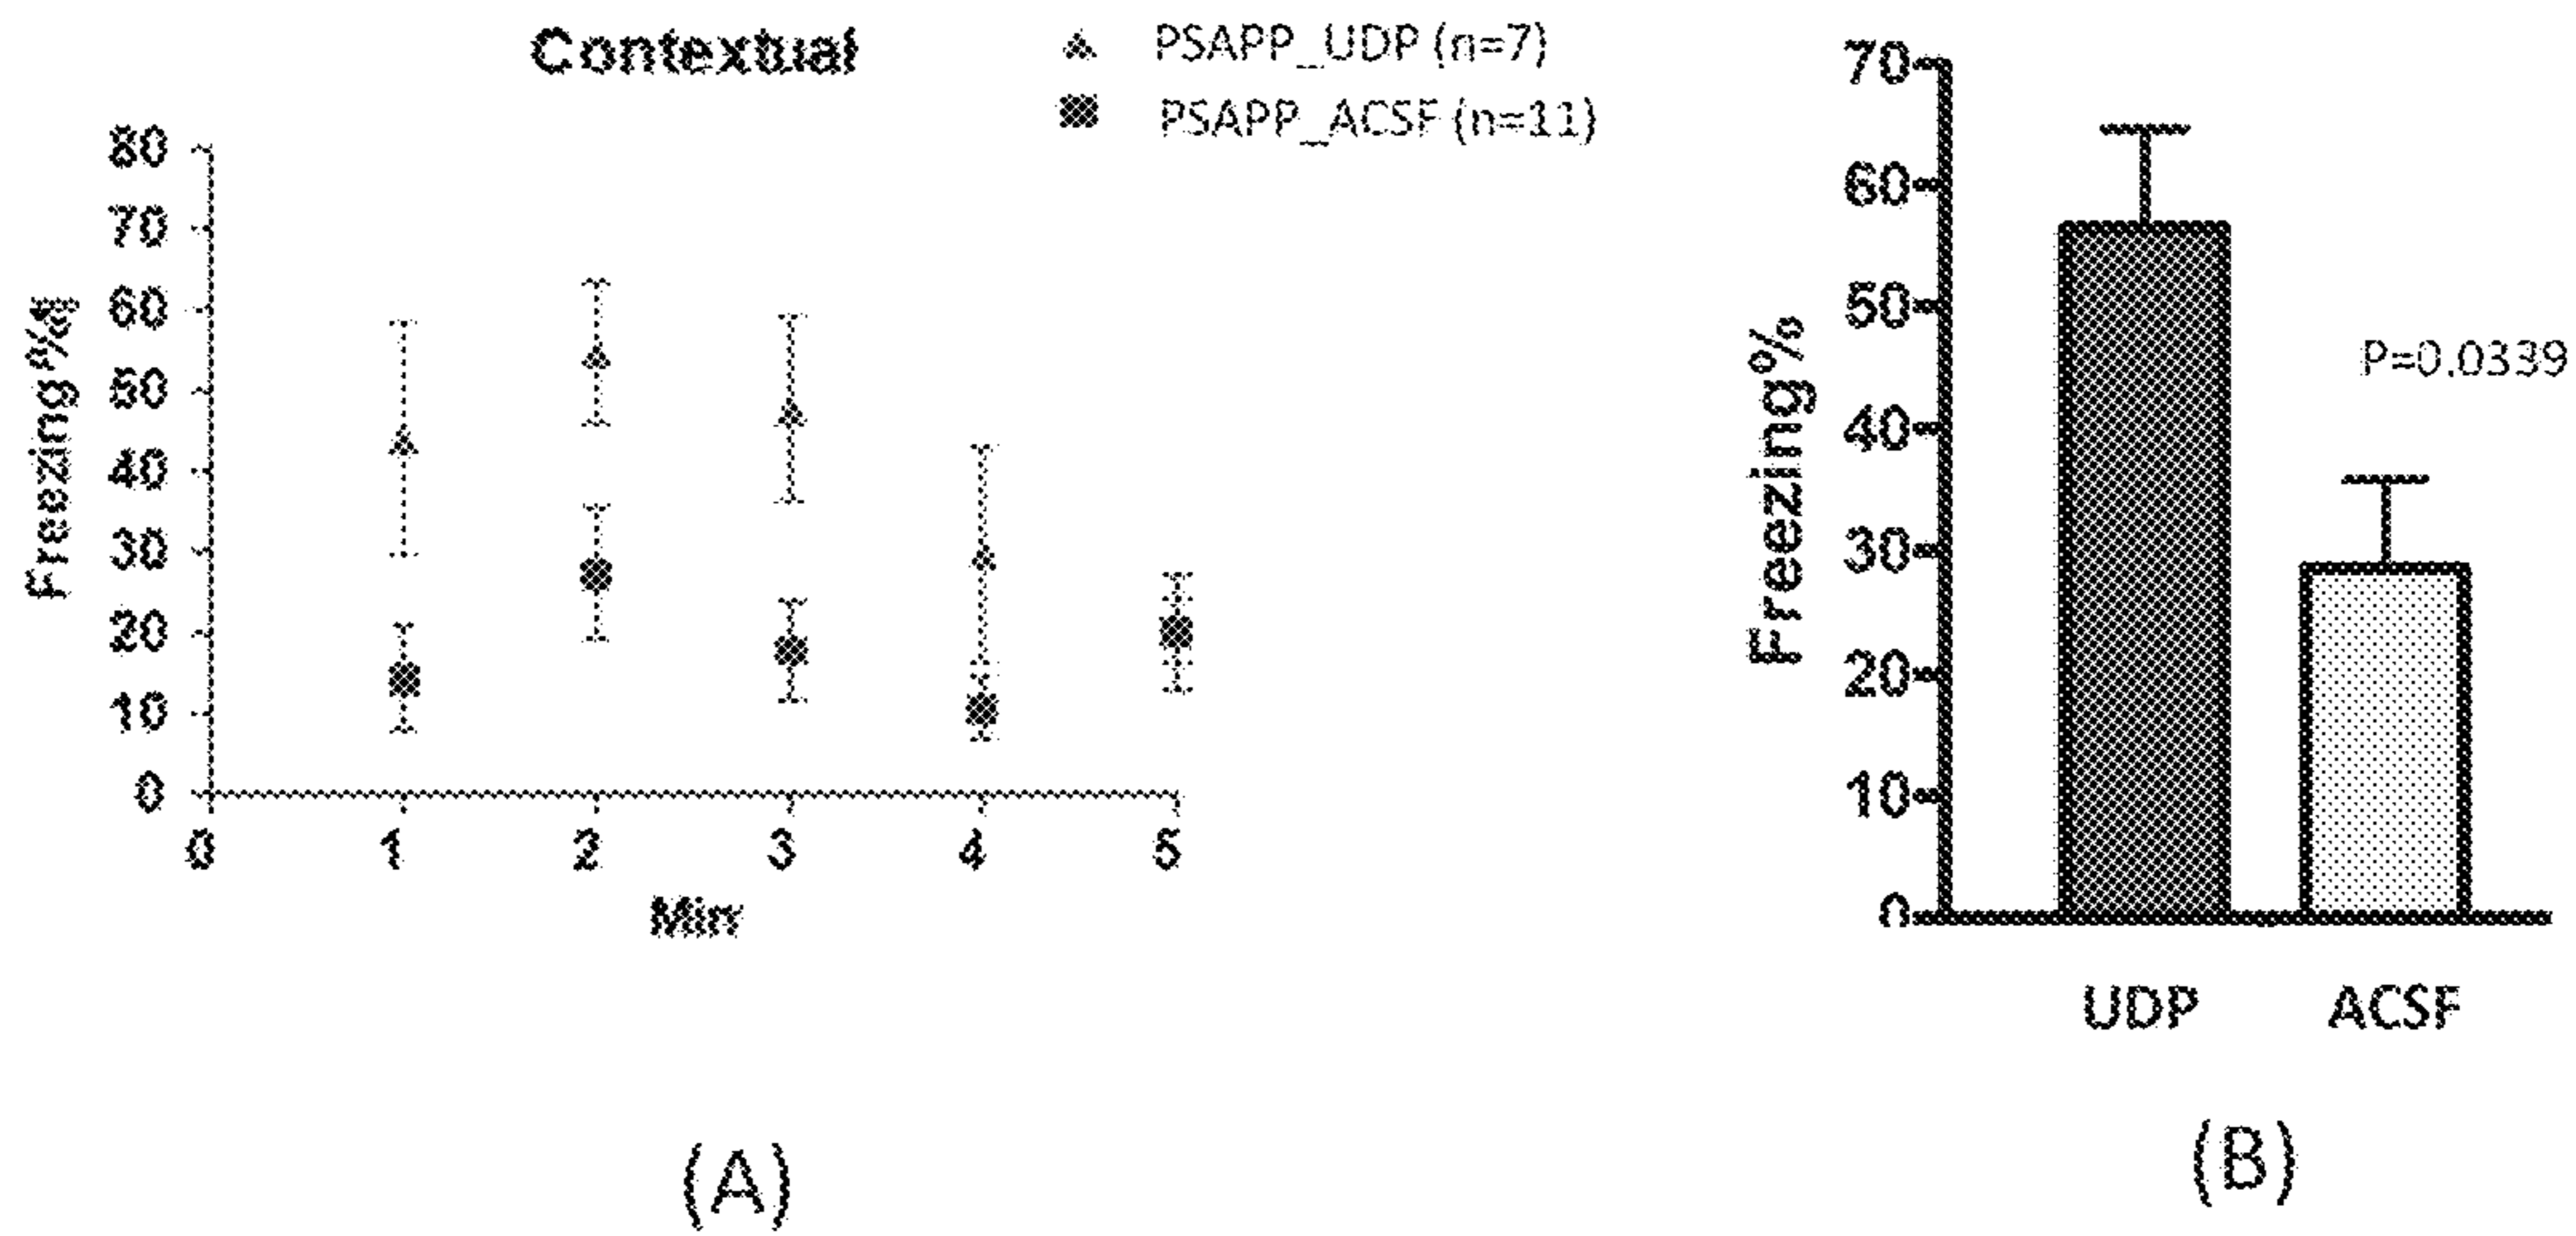 Contextual
PSAPP_UDP (n=7)
PSAPP_ACSF (n=11)
Freezing%
80
70
60
50
40
30
20
10
0
0 1 2 3 4 5
Min
(A)
Freezing%
70
60
50
40
30
20
10
0
P=0.0339
UDP ACSF
(B)